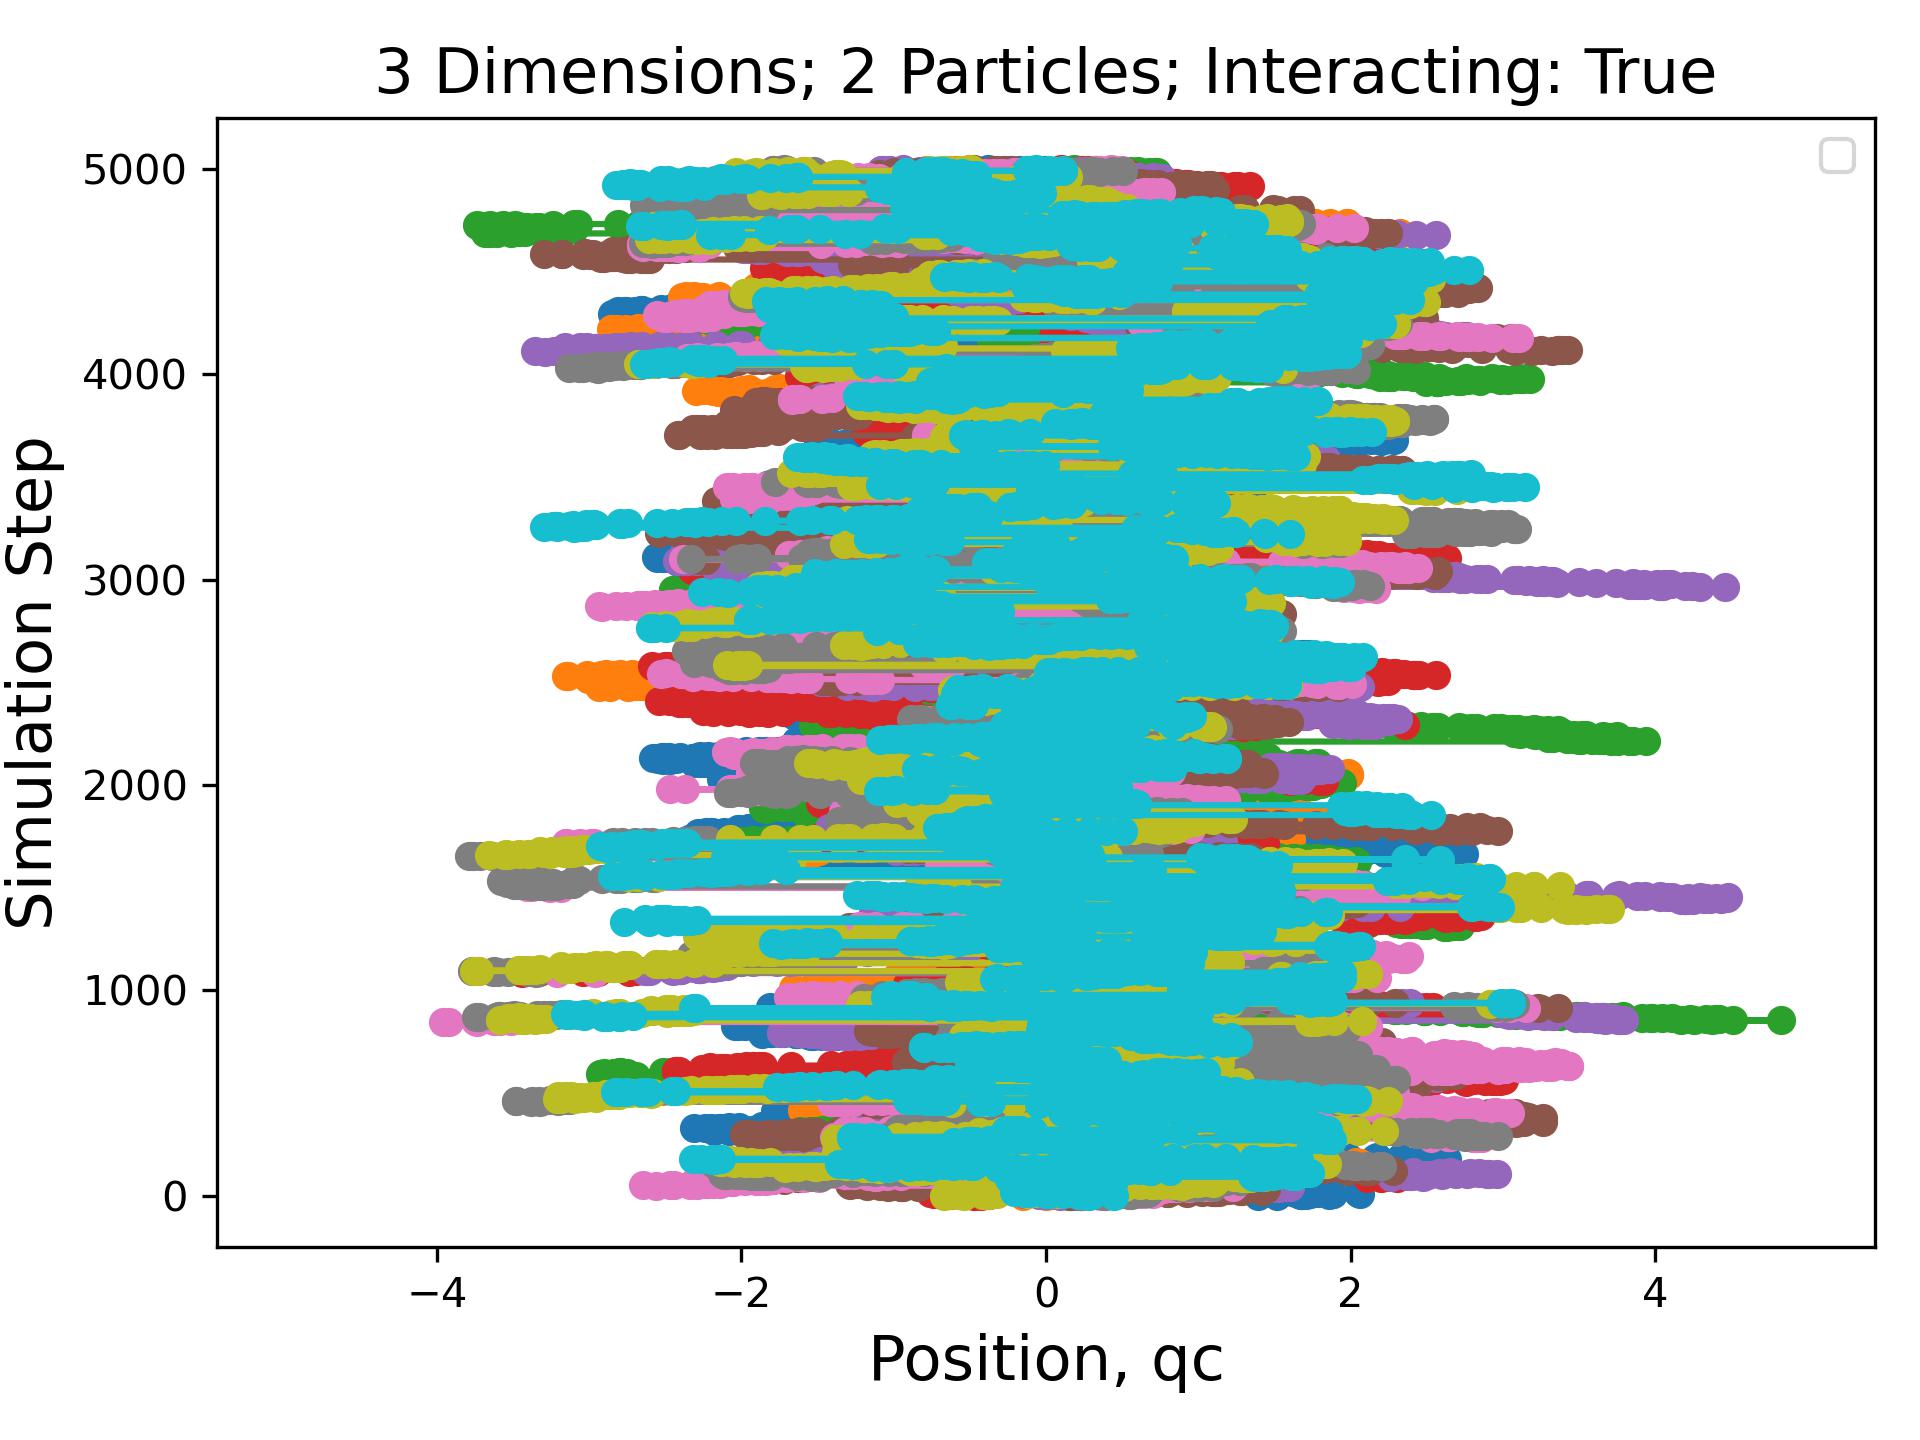 3 Dimensions; 2 Particles; Interacting: True
Simulation Step
5000
4000
3000
2000
1000
0
−4 −2 0 2 4
Position, qc